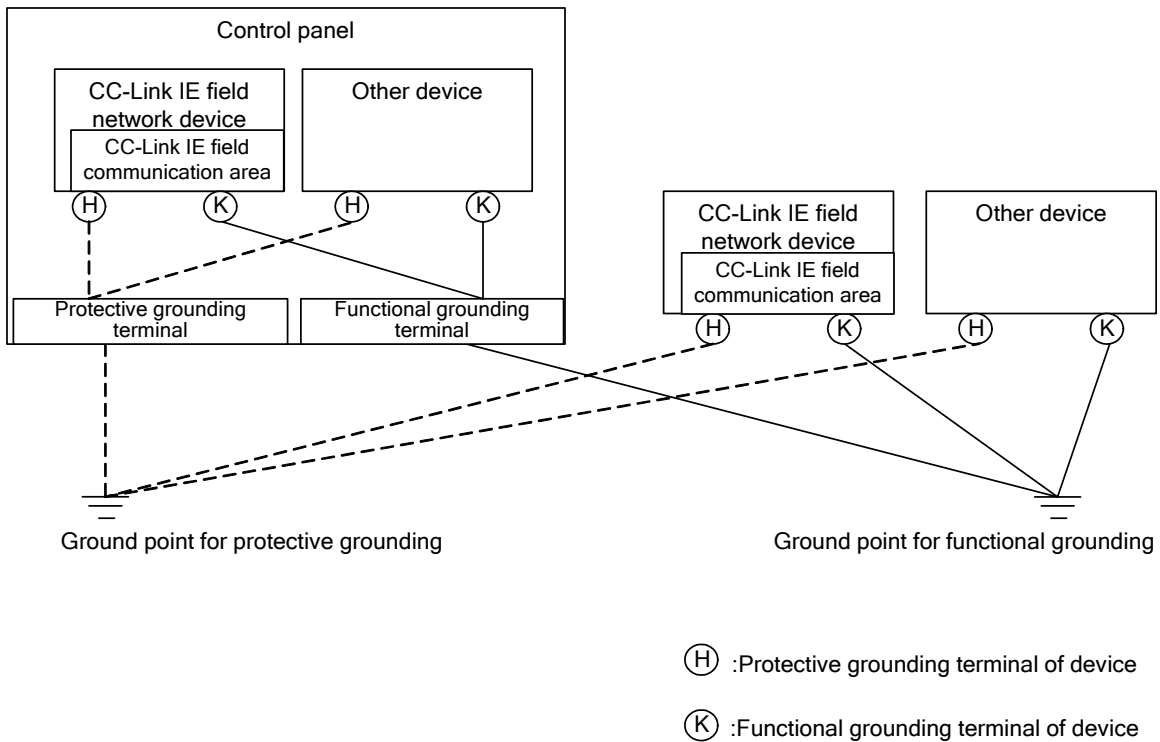 Control panel
CC-Link IE field
network device
CC-Link IE field
communication area
Other device
H
K
H
K
Protective grounding
terminal
Functional grounding
terminal
CC-Link IE field
network device
CC-Link IE field
communication area
Other device
H
K
H
K
Ground point for protective grounding
Ground point for functional grounding
H :Protective grounding terminal of device
K :Functional grounding terminal of device